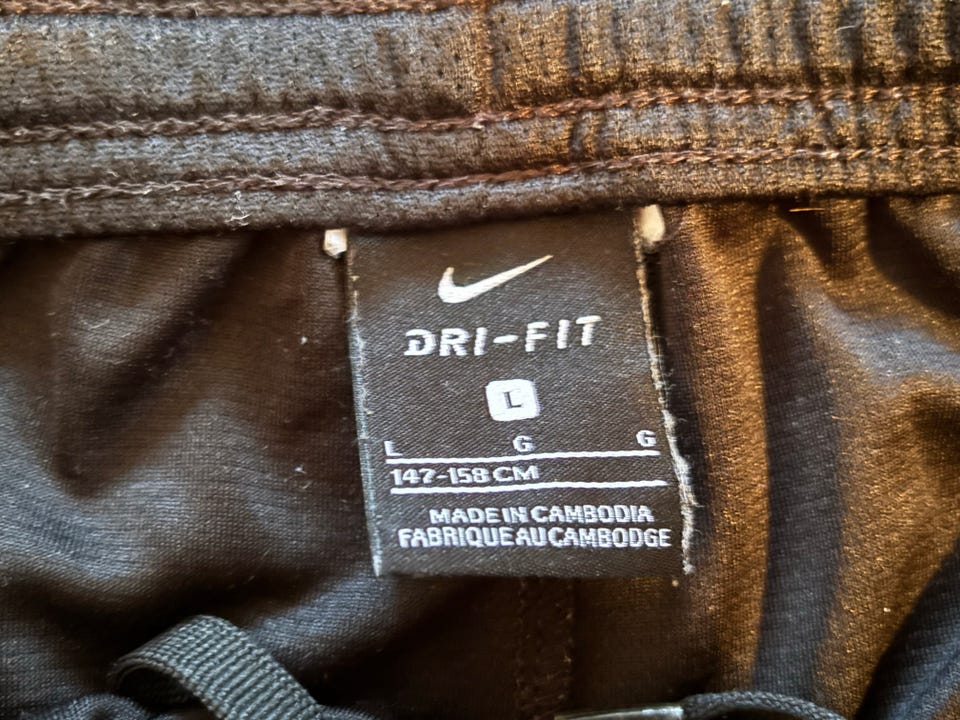 DRI-FIT
L
L G G
147-158 CM
MADE IN CAMBODIA
FABRIQUE AU CAMBODGE